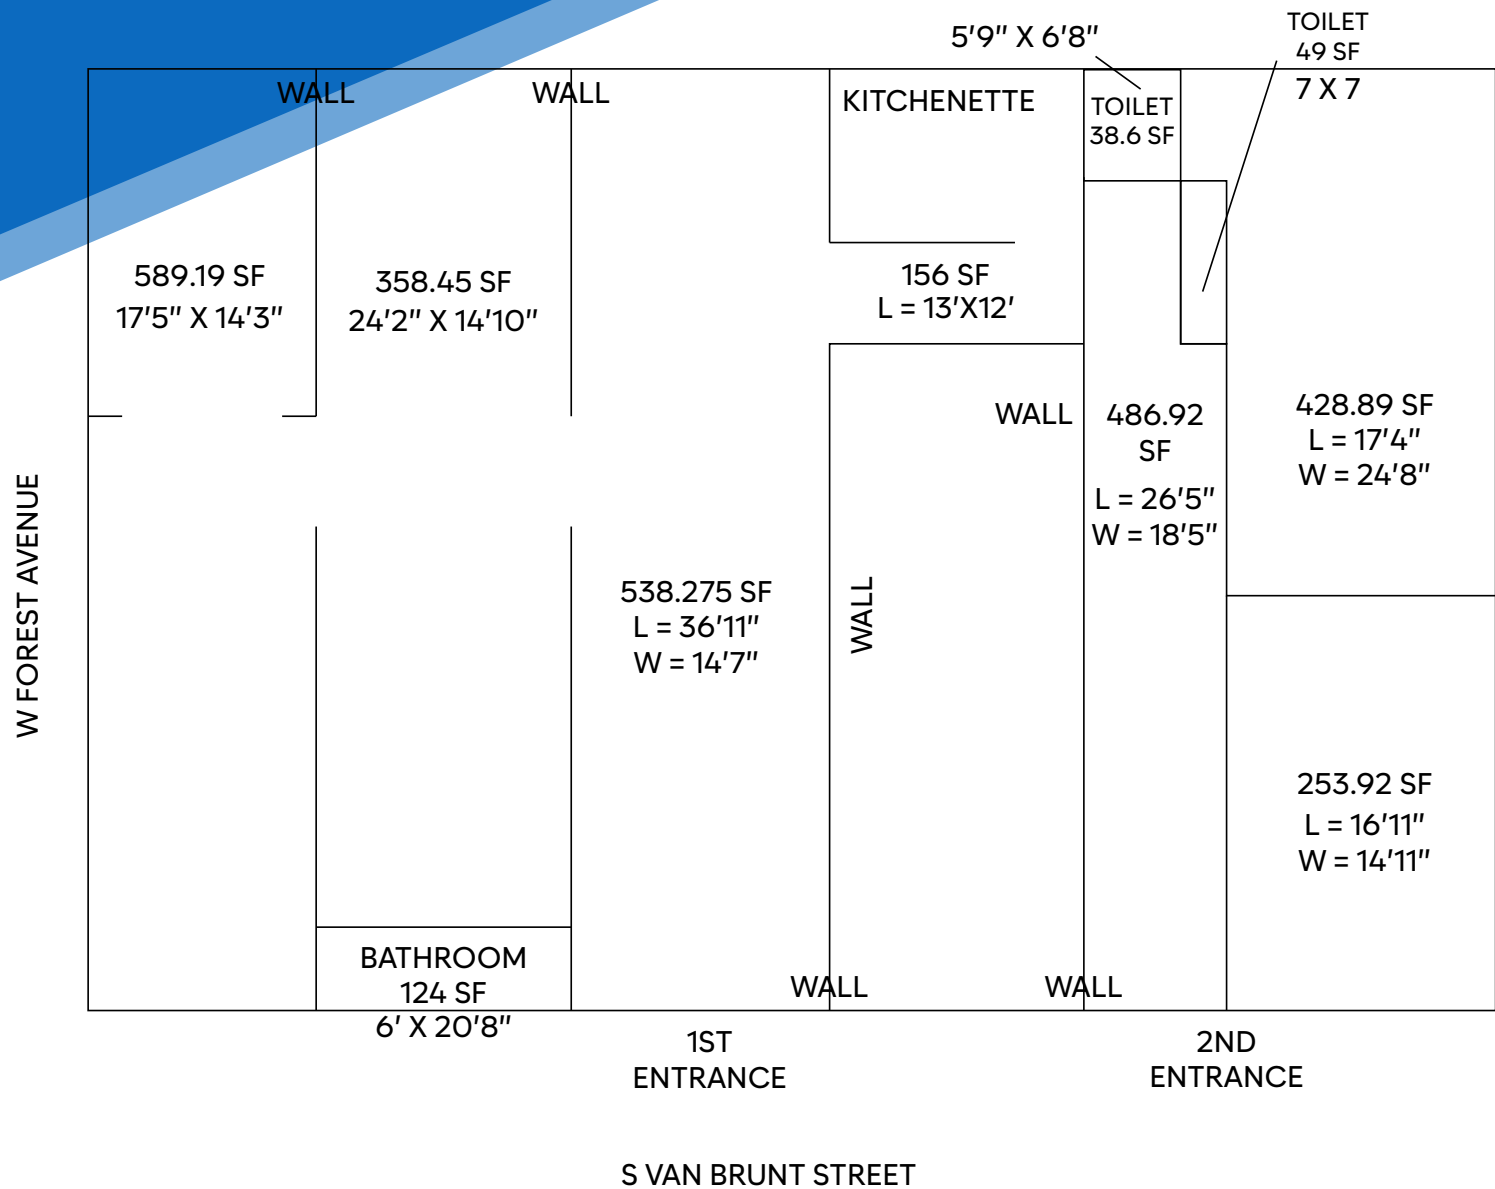 5'9" X 6'8"
TOILET
49 SF
7 X 7
WALL
WALL
KITCHENETTE
TOILET
38.6 SF
589.19 SF
17'5" X 14'3"
358.45 SF
24'2" X 14'10"
156 SF
L = 13'X12'
WALL
486.92
SF
L = 26'5"
W = 18'5"
428.89 SF
L = 17'4"
W = 24'8"
W FOREST AVENUE
538.275 SF
L = 36'11"
W = 14'7"
WALL
253.92 SF
L = 16'11"
W = 14'11"
BATHROOM
124 SF
6' X 20'8"
WALL
WALL
1ST
ENTRANCE
2ND
ENTRANCE
S VAN BRUNT STREET